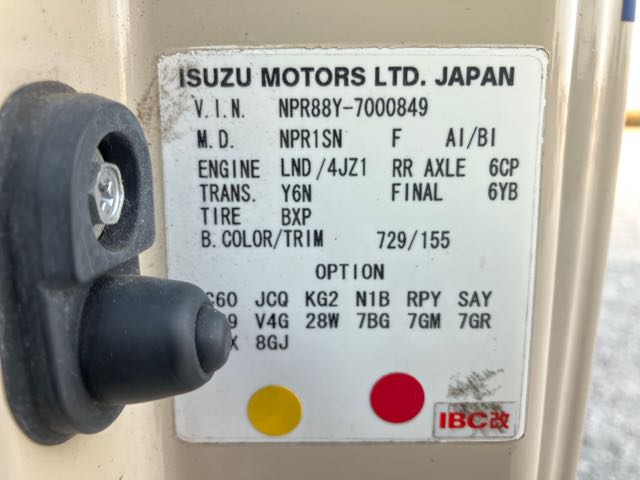 ISUZU MOTORS LTD. JAPAN
V.I.N. NPR88Y-7000849
M.D. NPR1SN F AI/BI
ENGINE LND/4JZ1 RR AXLE 6CP
TRANS. Y6N FINAL 6YB
TIRE BXP
B.COLOR/TRIM 729/155
OPTION
JCQ KG2 N1B RPY SAY
V4G 28W 7BG 7GM 7GR
8GJ
IBC改